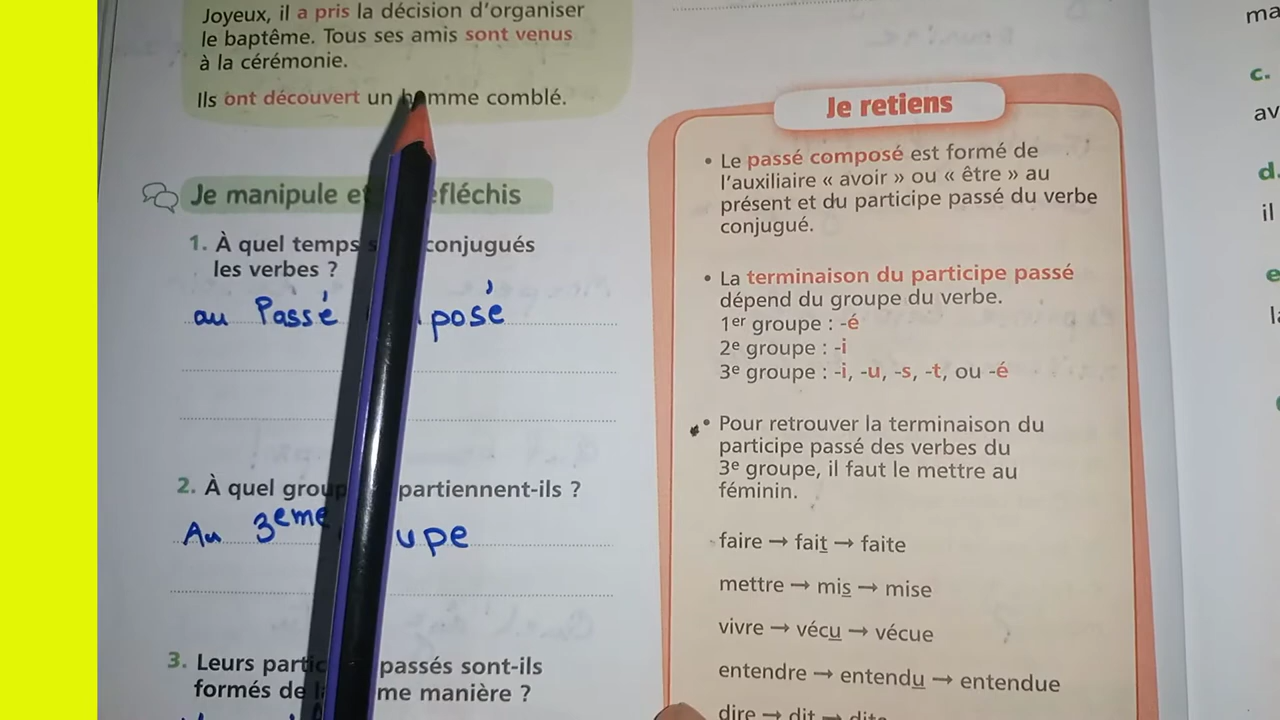 Joyeux, il a pris la décision d'organiser
le baptême. Tous ses amis sont venus
à la cérémonie.
Ils ont découvert un homme comblé.
Je manipule et fléchis
1. À quel temps conjugués
les verbes ?
au Passé posé
2. À quel group partiennent-ils ?
Au 3eme upe
3. Leurs partic passés sont-ils
formés de me manière ?
Je retiens
• Le passé composé est formé de
l'auxiliaire « avoir » ou « être » au
présent et du participe passé du verbe
conjugué.
• La terminaison du participe passé
dépend du groupe du verbe.
1er groupe : -é
2e groupe : -i
3e groupe : -i, -u, -s, -t, ou -é
• Pour retrouver la terminaison du
participe passé des verbes du
3e groupe, il faut le mettre au
féminin.
faire → fait → faite
mettre → mis → mise
vivre → vécu → vécue
entendre → entendu → entendue
dire → dit → dite
ma
c.
av
d.
il
e